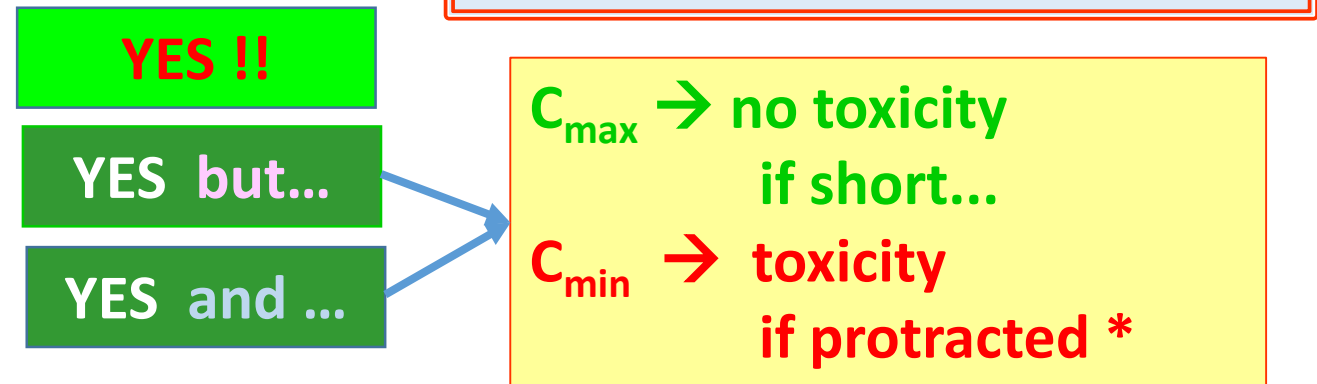 YES !!
YES but...
YES and ...
Cmax → no toxicity
if short...
Cmin → toxicity
if protracted *